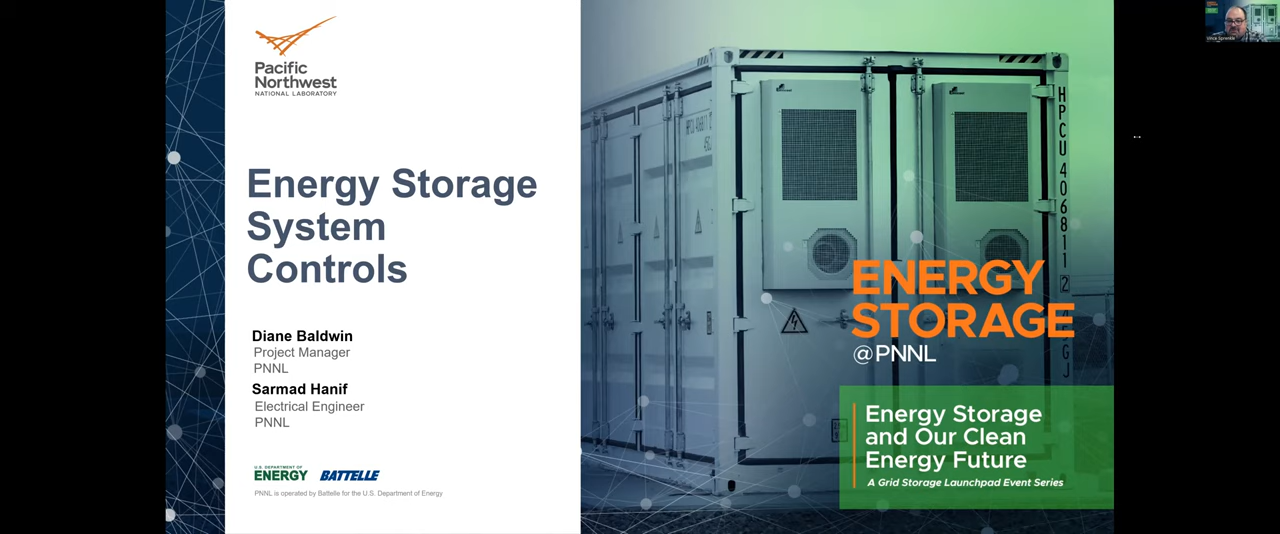 Pacific
Northwest
NATIONAL LABORATORY
Energy Storage
System
Controls
Diane Baldwin
Project Manager
PNNL
Sarmad Hanif
Electrical Engineer
PNNL
U.S. DEPARTMENT OF
ENERGY
BATTELLE
PNNL is operated by Battelle for the U.S. Department of Energy
HPCU 406811 2
ENERGY
STORAGE
@PNNL
Energy Storage
and Our Clean
Energy Future
A Grid Storage Launchpad Event Series
Vince Sprenkle